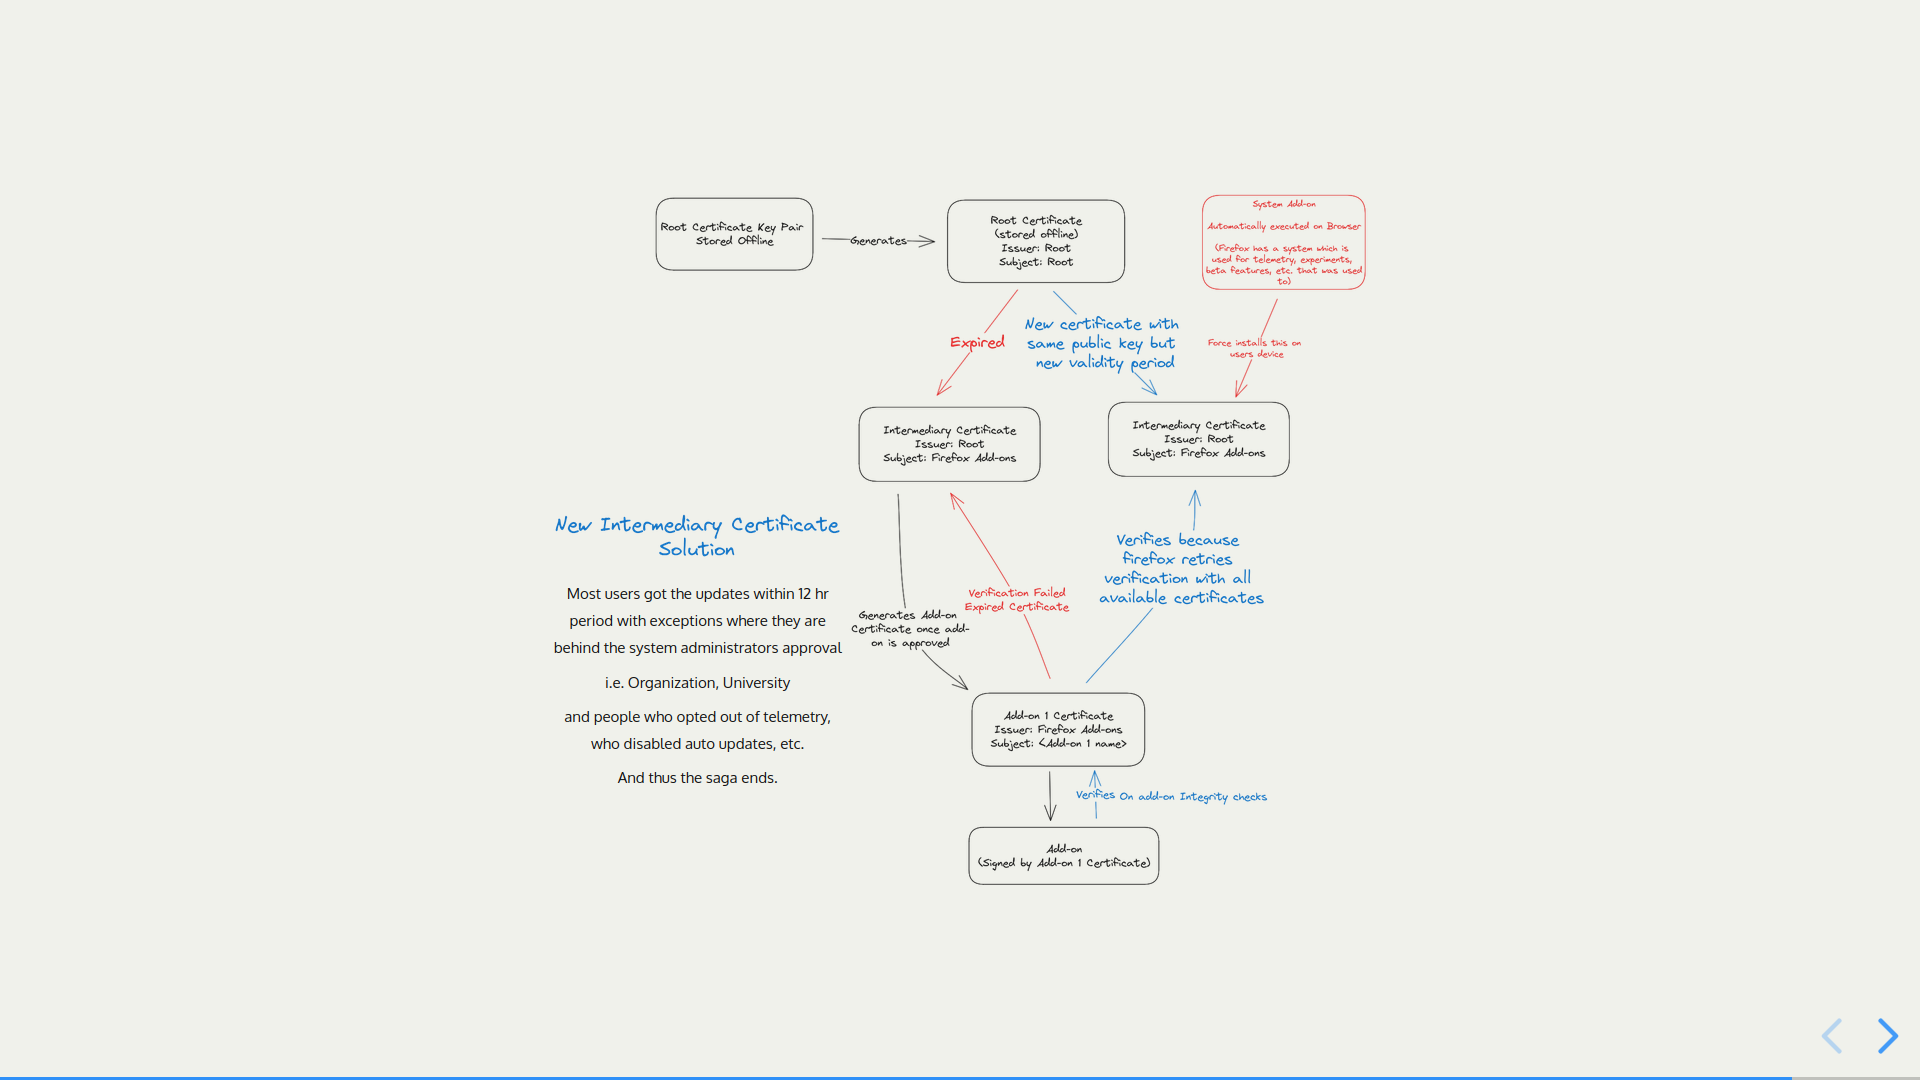 Root Certificate Key Pair
Stored Offline
Generates
Root Certificate
(stored offline)
Issuer: Root
Subject: Root
System Add-on
Automatically executed on Browser
(Firefox has a system which is
used for telemetry, experiments,
beta features, etc. that was used
to)
Expired
New certificate with
same public key but
new validity period
Force installs this on
users device
Intermediary Certificate
Issuer: Root
Subject: Firefox Add-ons
Intermediary Certificate
Issuer: Root
Subject: Firefox Add-ons
New Intermediary Certificate
Solution
Most users got the updates within 12 hr
period with exceptions where they are
behind the system administrators approval
i.e. Organization, University
and people who opted out of telemetry,
who disabled auto updates, etc.
And thus the saga ends.
Generates Add-on
Certificate once add-
on is approved
Verification Failed
Expired Certificate
Verifies because
firefox retries
verification with all
available certificates
Add-on 1 Certificate
Issuer: Firefox Add-ons
Subject: <Add-on 1 name>
Verifies On add-on Integrity checks
Add-on
(Signed by Add-on 1 Certificate)